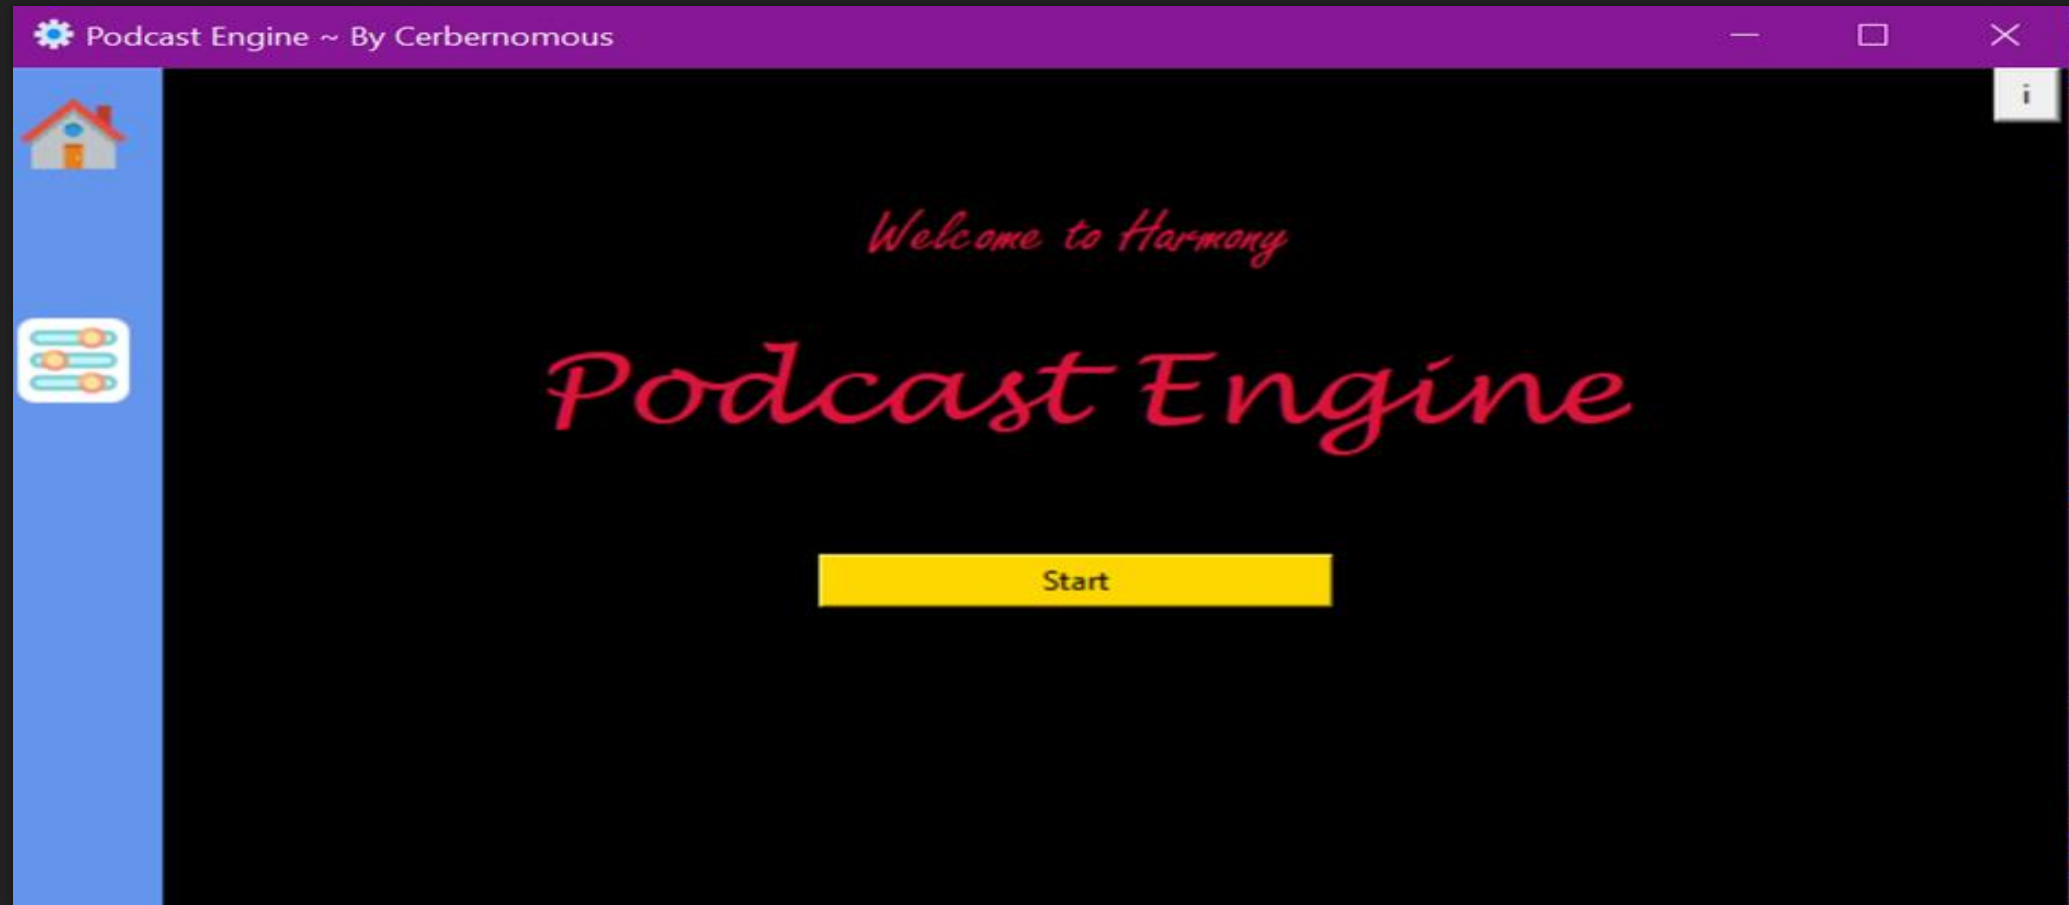 Podcast Engine ~ By Cerbernomous
i
Welcome to Harmony
Podcast Engine
Start